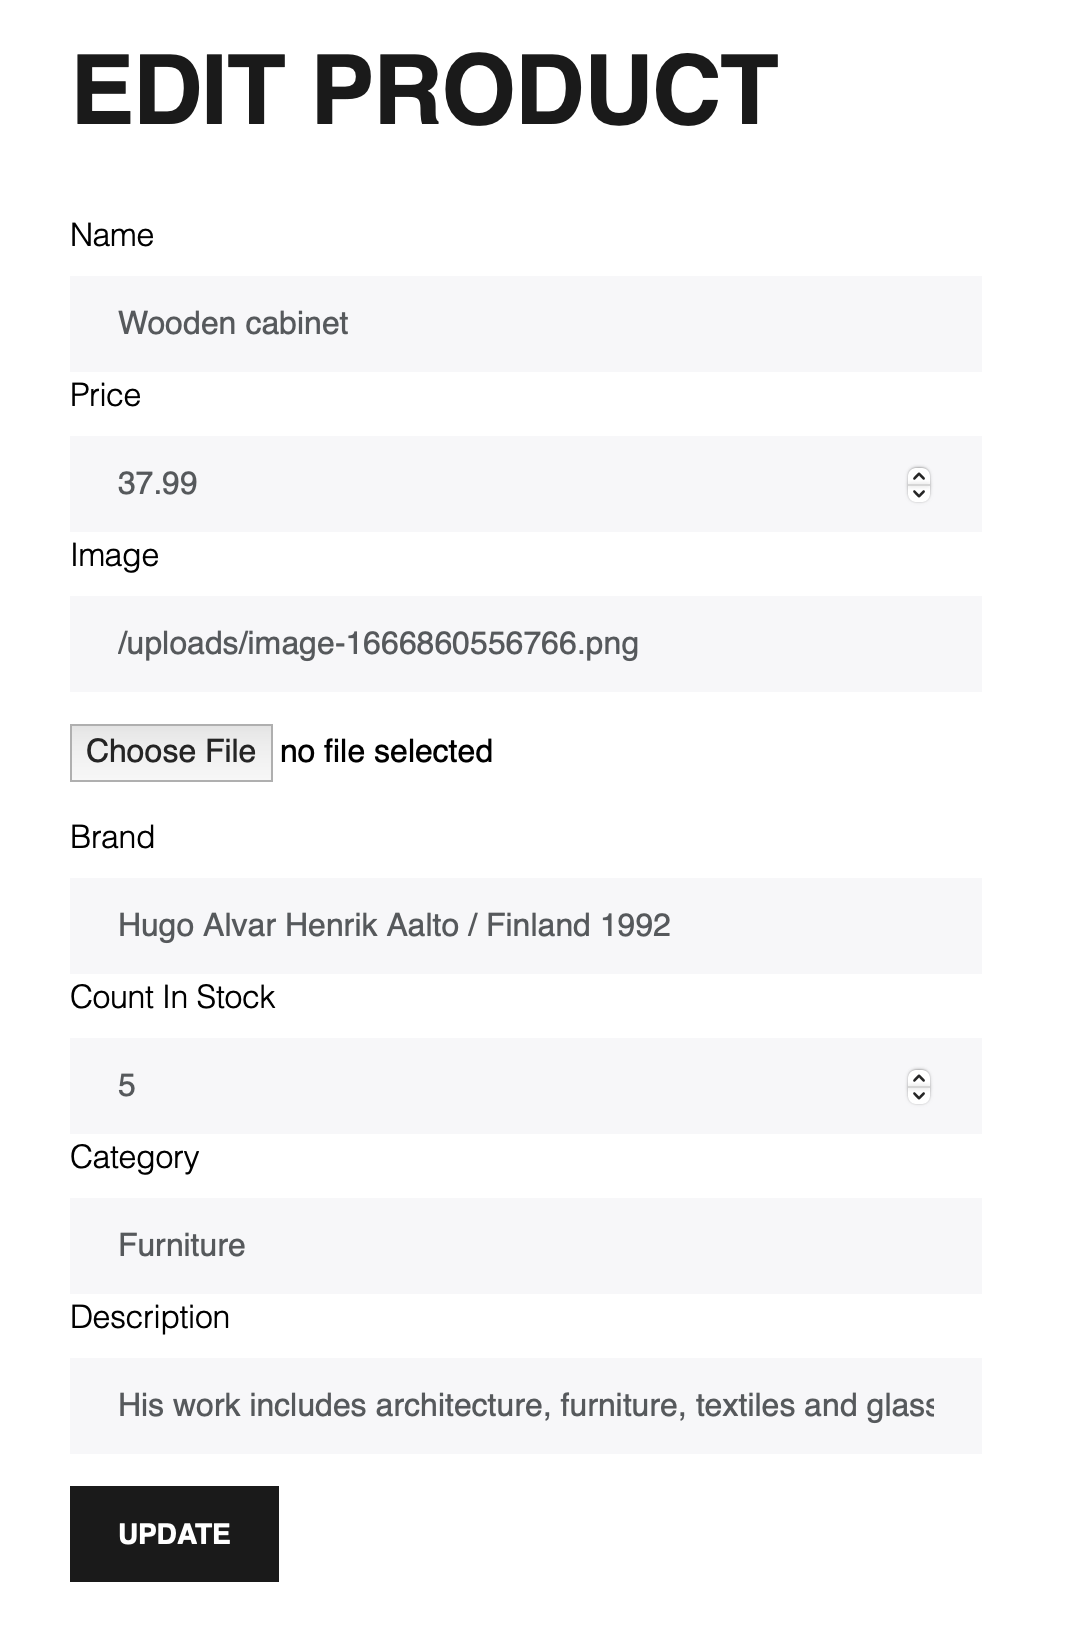 EDIT PRODUCT
Name
Wooden cabinet
Price
37.99
Image
/uploads/image-1666860556766.png
Choose File no file selected
Brand
Hugo Alvar Henrik Aalto / Finland 1992
Count In Stock
5
Category
Furniture
Description
His work includes architecture, furniture, textiles and glass
UPDATE